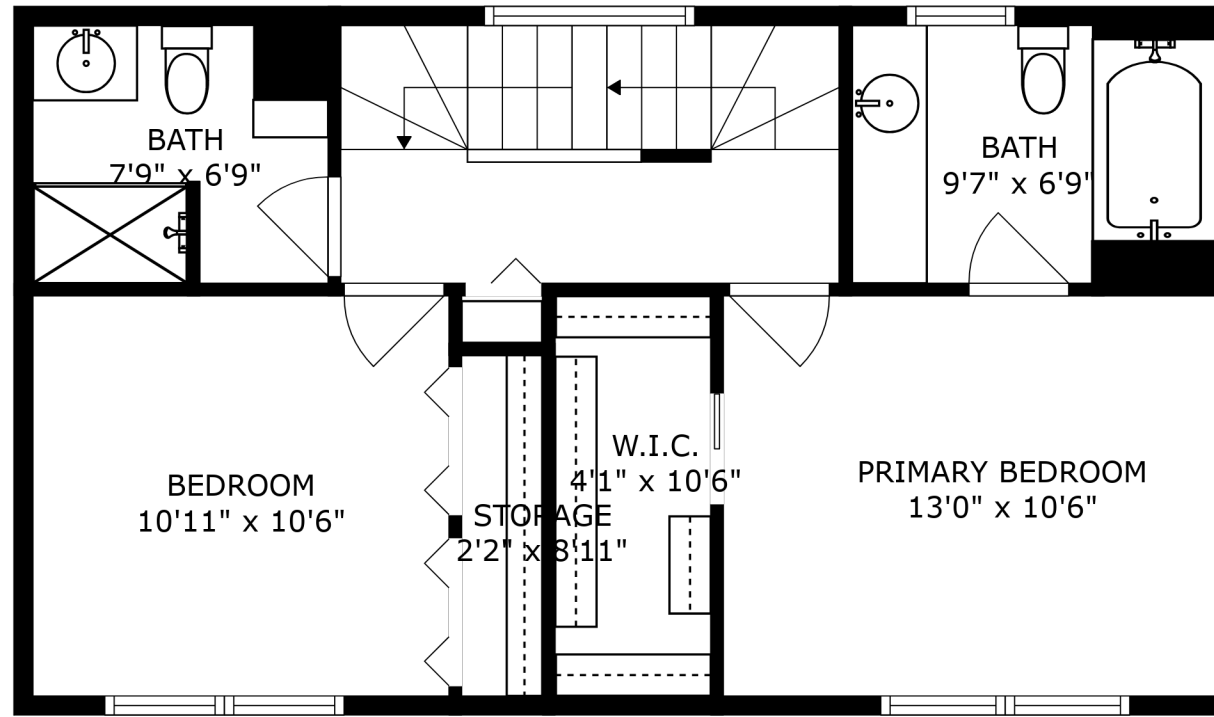 BATH
7'9" x 6'9"
BATH
9'7" x 6'9"
W.I.C.
4'1" x 10'6"
BEDROOM
10'11" x 10'6"
STORAGE
2'2" x 8'11"
PRIMARY BEDROOM
13'0" x 10'6"